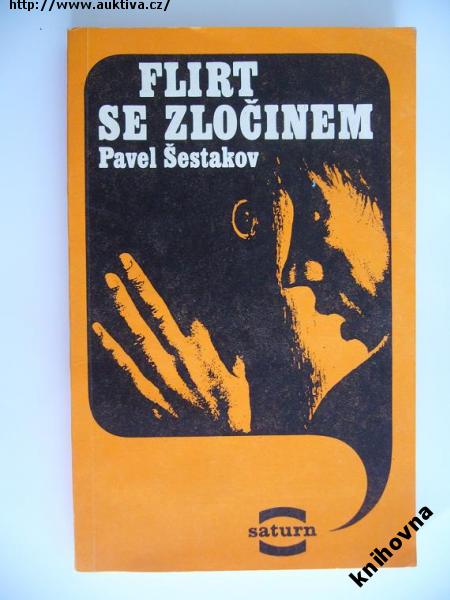 http://www.auktiva.cz/
FLIRT
SE ZLOČINEM
Pavel Šestakov
saturn
knihovna